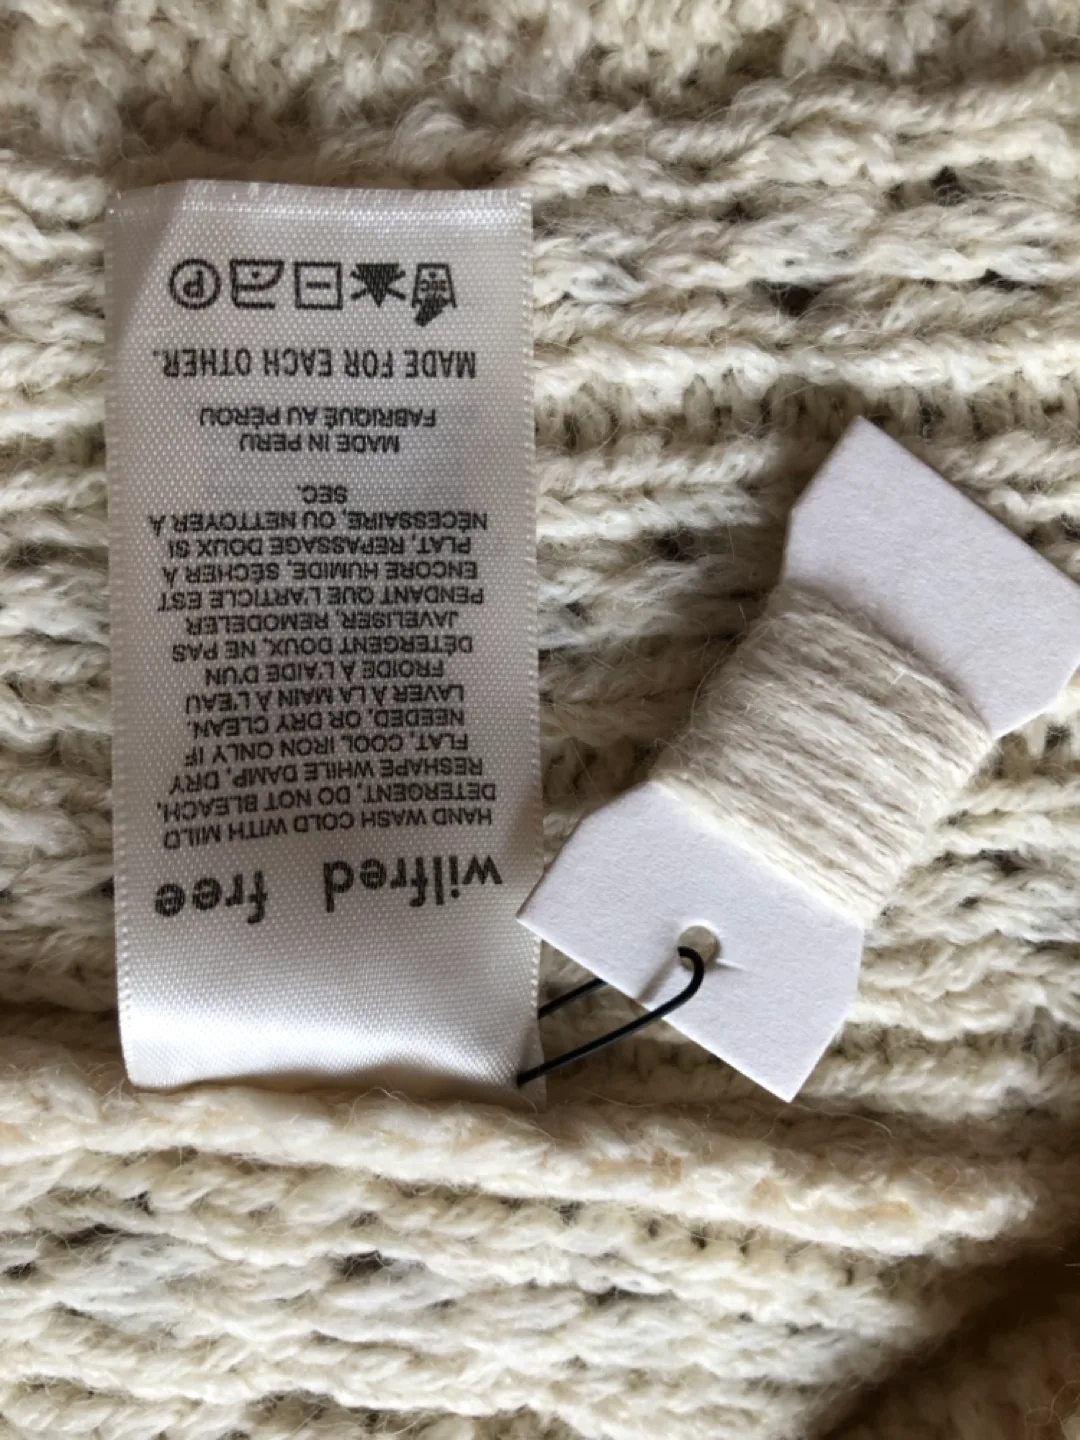 wilfred free
HAND WASH COLD WITH MILD
DETERGENT, DO NOT BLEACH,
RESHAPE WHILE DAMP, DRY
FLAT, COOL IRON ONLY IF
NEEDED, OR DRY CLEAN.
LAVER À LA MAIN À L'EAU
FROIDE À L'AIDE D'UN
DÉTERGENT DOUX, NE PAS
JAVELISER, REMODELER
PENDANT QUE L'ARTICLE EST
ENCORE HUMIDE, SÉCHER À
PLAT, REPASSAGE DOUX SI
NÉCESSAIRE, OU NETTOYER À
SEC.
MADE IN PERU
FABRIQUÉ AU PÉROU
MADE FOR EACH OTHER.
P